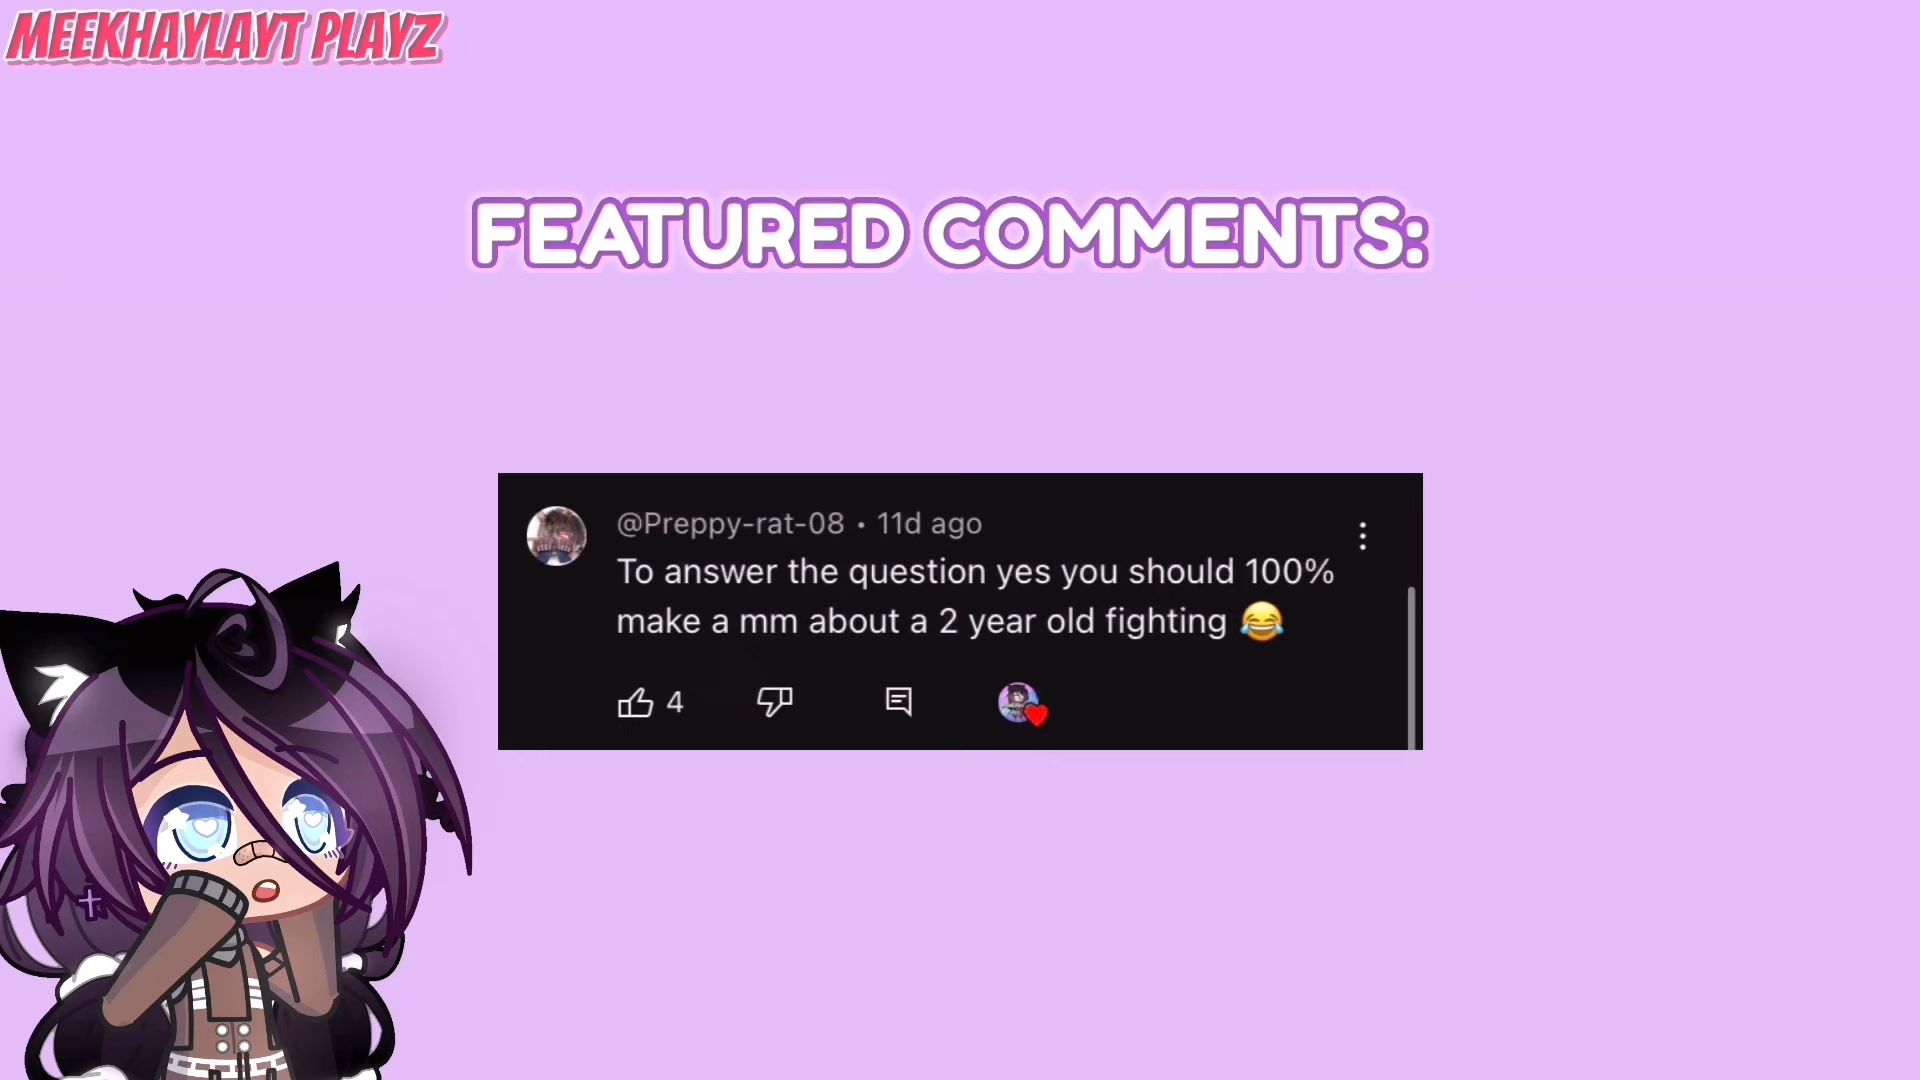 MEEKHAYLAYT PLAYZ
FEATURED COMMENTS:
@Preppy-rat-08 • 11d ago
To answer the question yes you should 100%
make a mm about a 2 year old fighting 😂
4